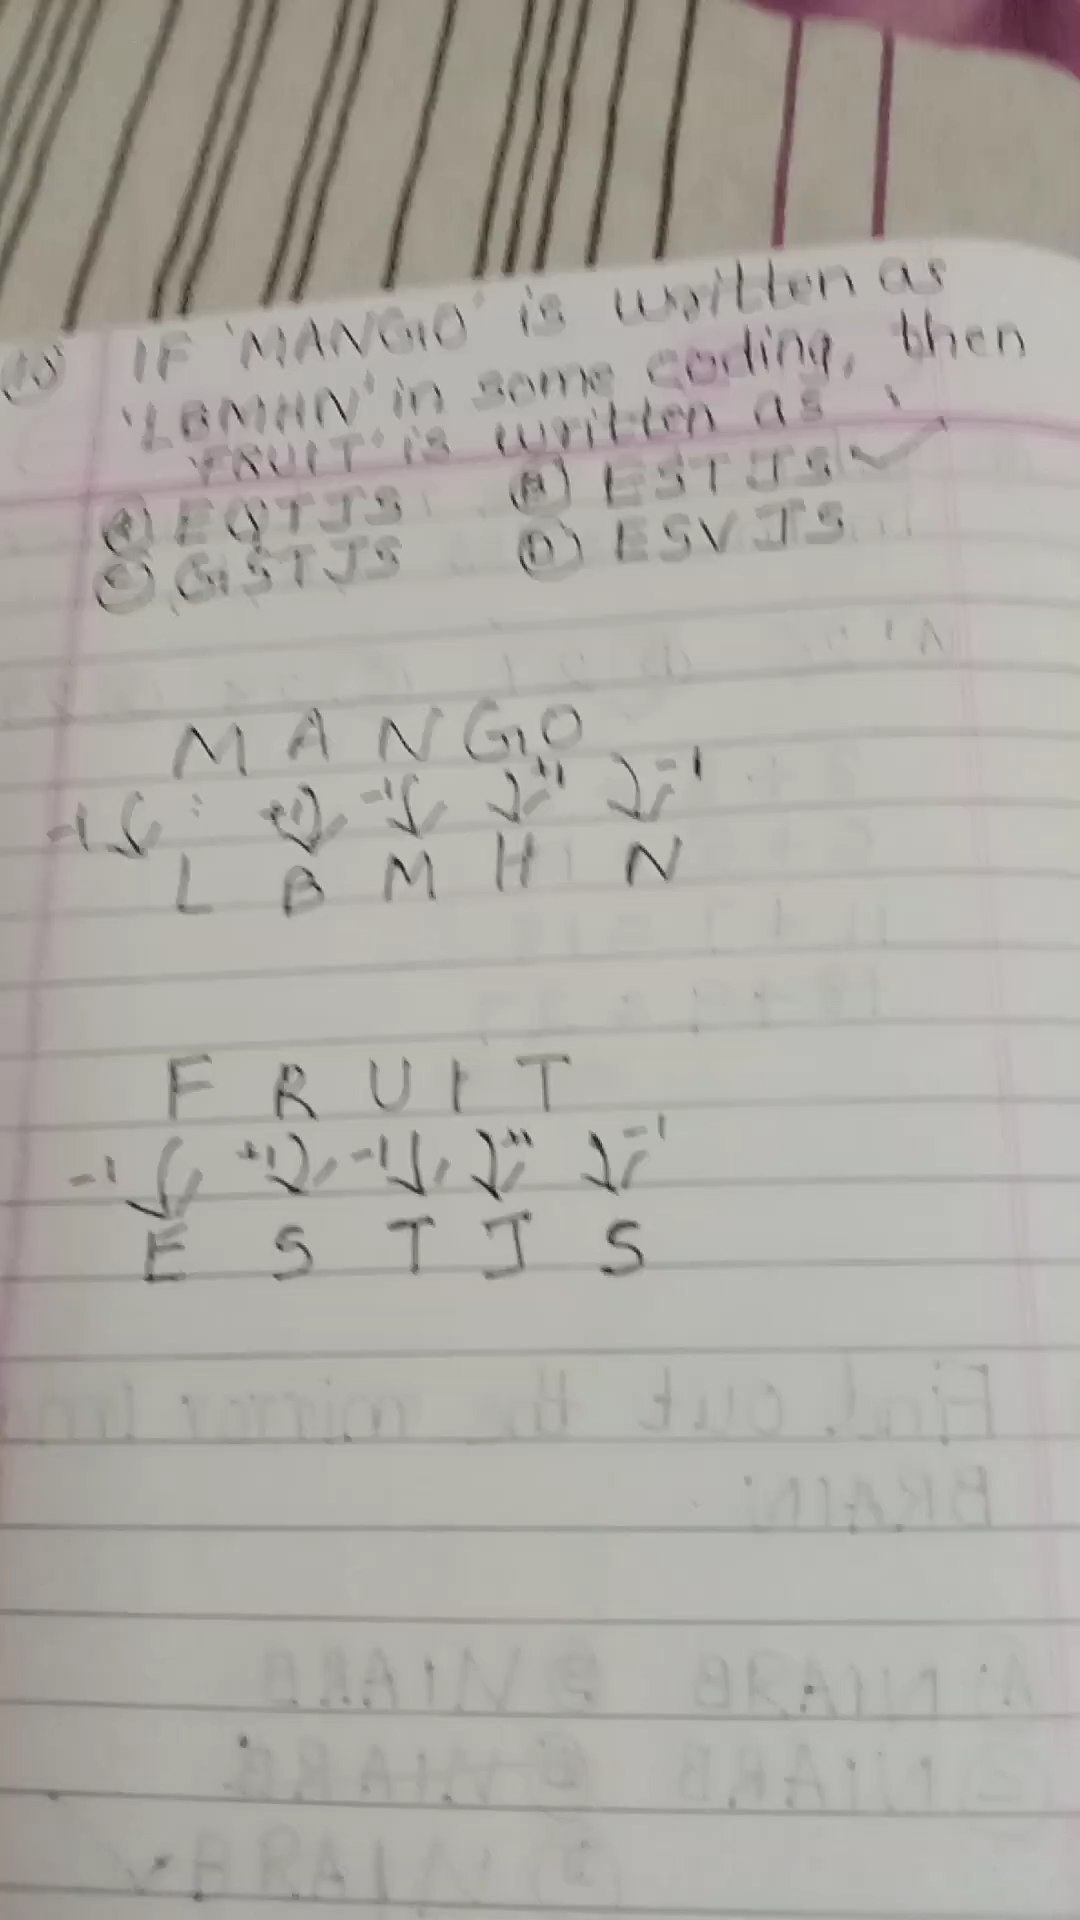 IF 'MANGO' is written as
'LBMHN' in some coding, then
'FRUIT' is written as
(A) EQTJS (B) ESTJS ✓
(C) GSTJS (D) ESVJS
M A N G O
-1 +1 -1 +1 -1
L B M H N
F R U I T
-1 +1 -1 +1 -1
E S T J S